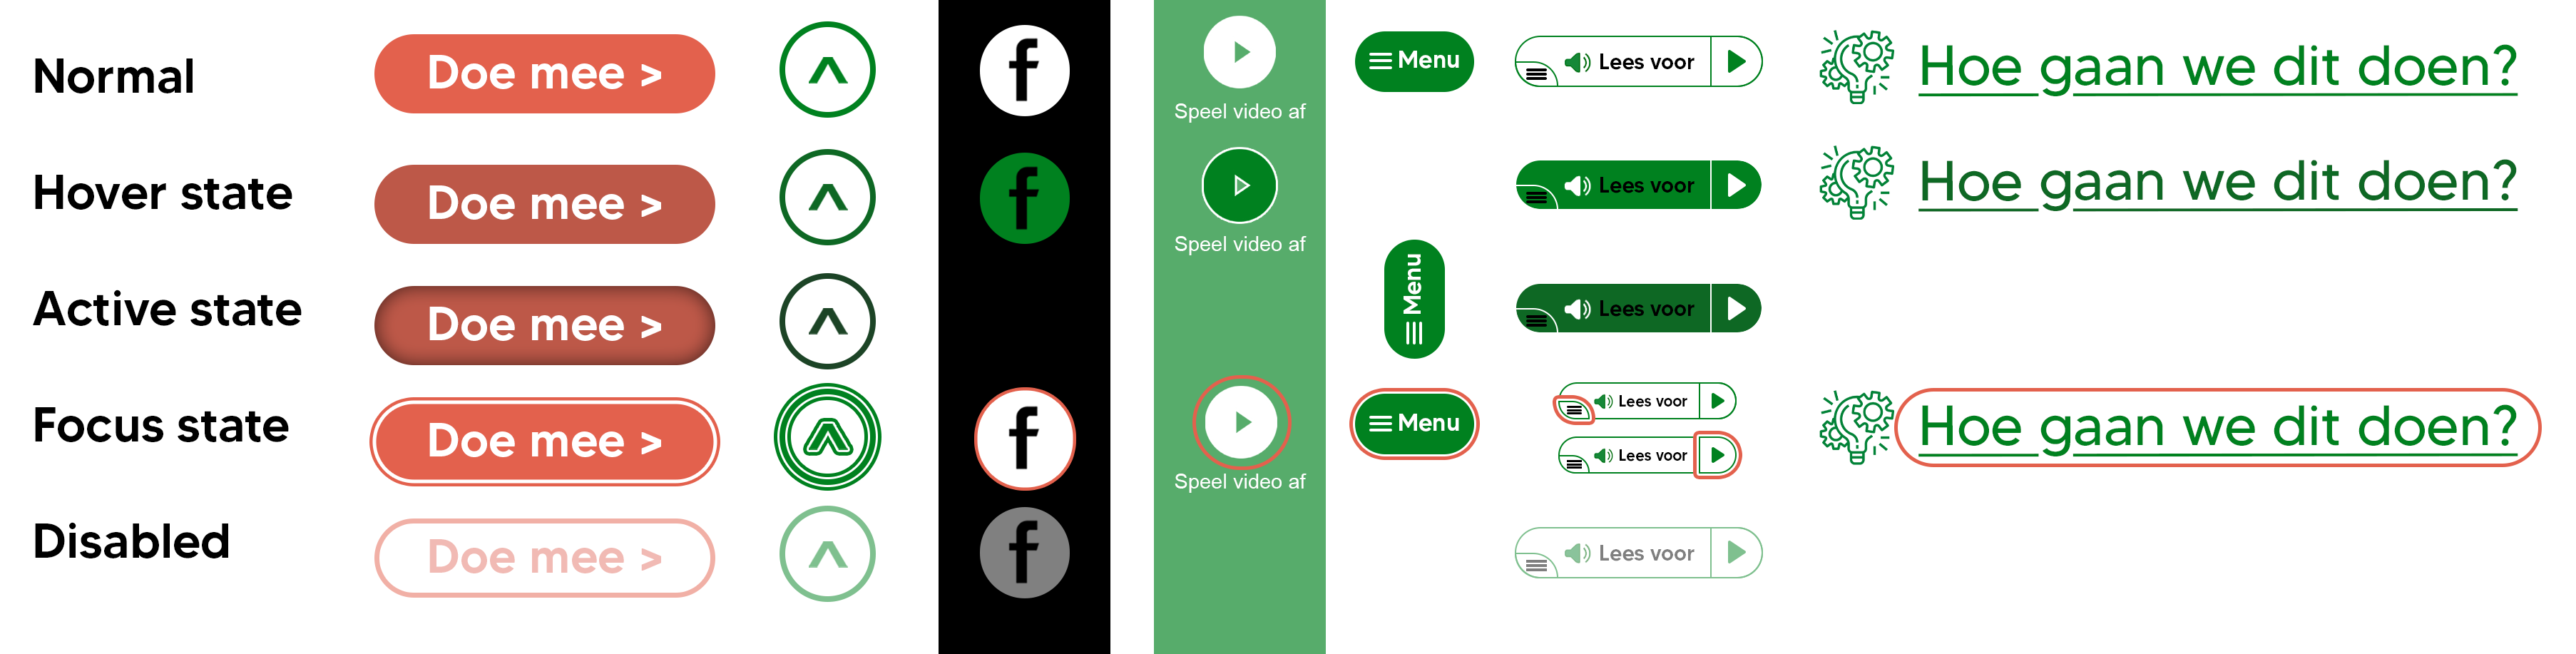 Normal
Doe mee >
^
f
Speel video af
Menu
Lees voor
Hoe gaan we dit doen?
Hover state
Doe mee >
^
f
Speel video af
Lees voor
Hoe gaan we dit doen?
Active state
Doe mee >
^
Menu
Lees voor
Focus state
Doe mee >
^
f
Speel video af
Menu
Lees voor
Lees voor
Hoe gaan we dit doen?
Disabled
Doe mee >
^
f
Lees voor